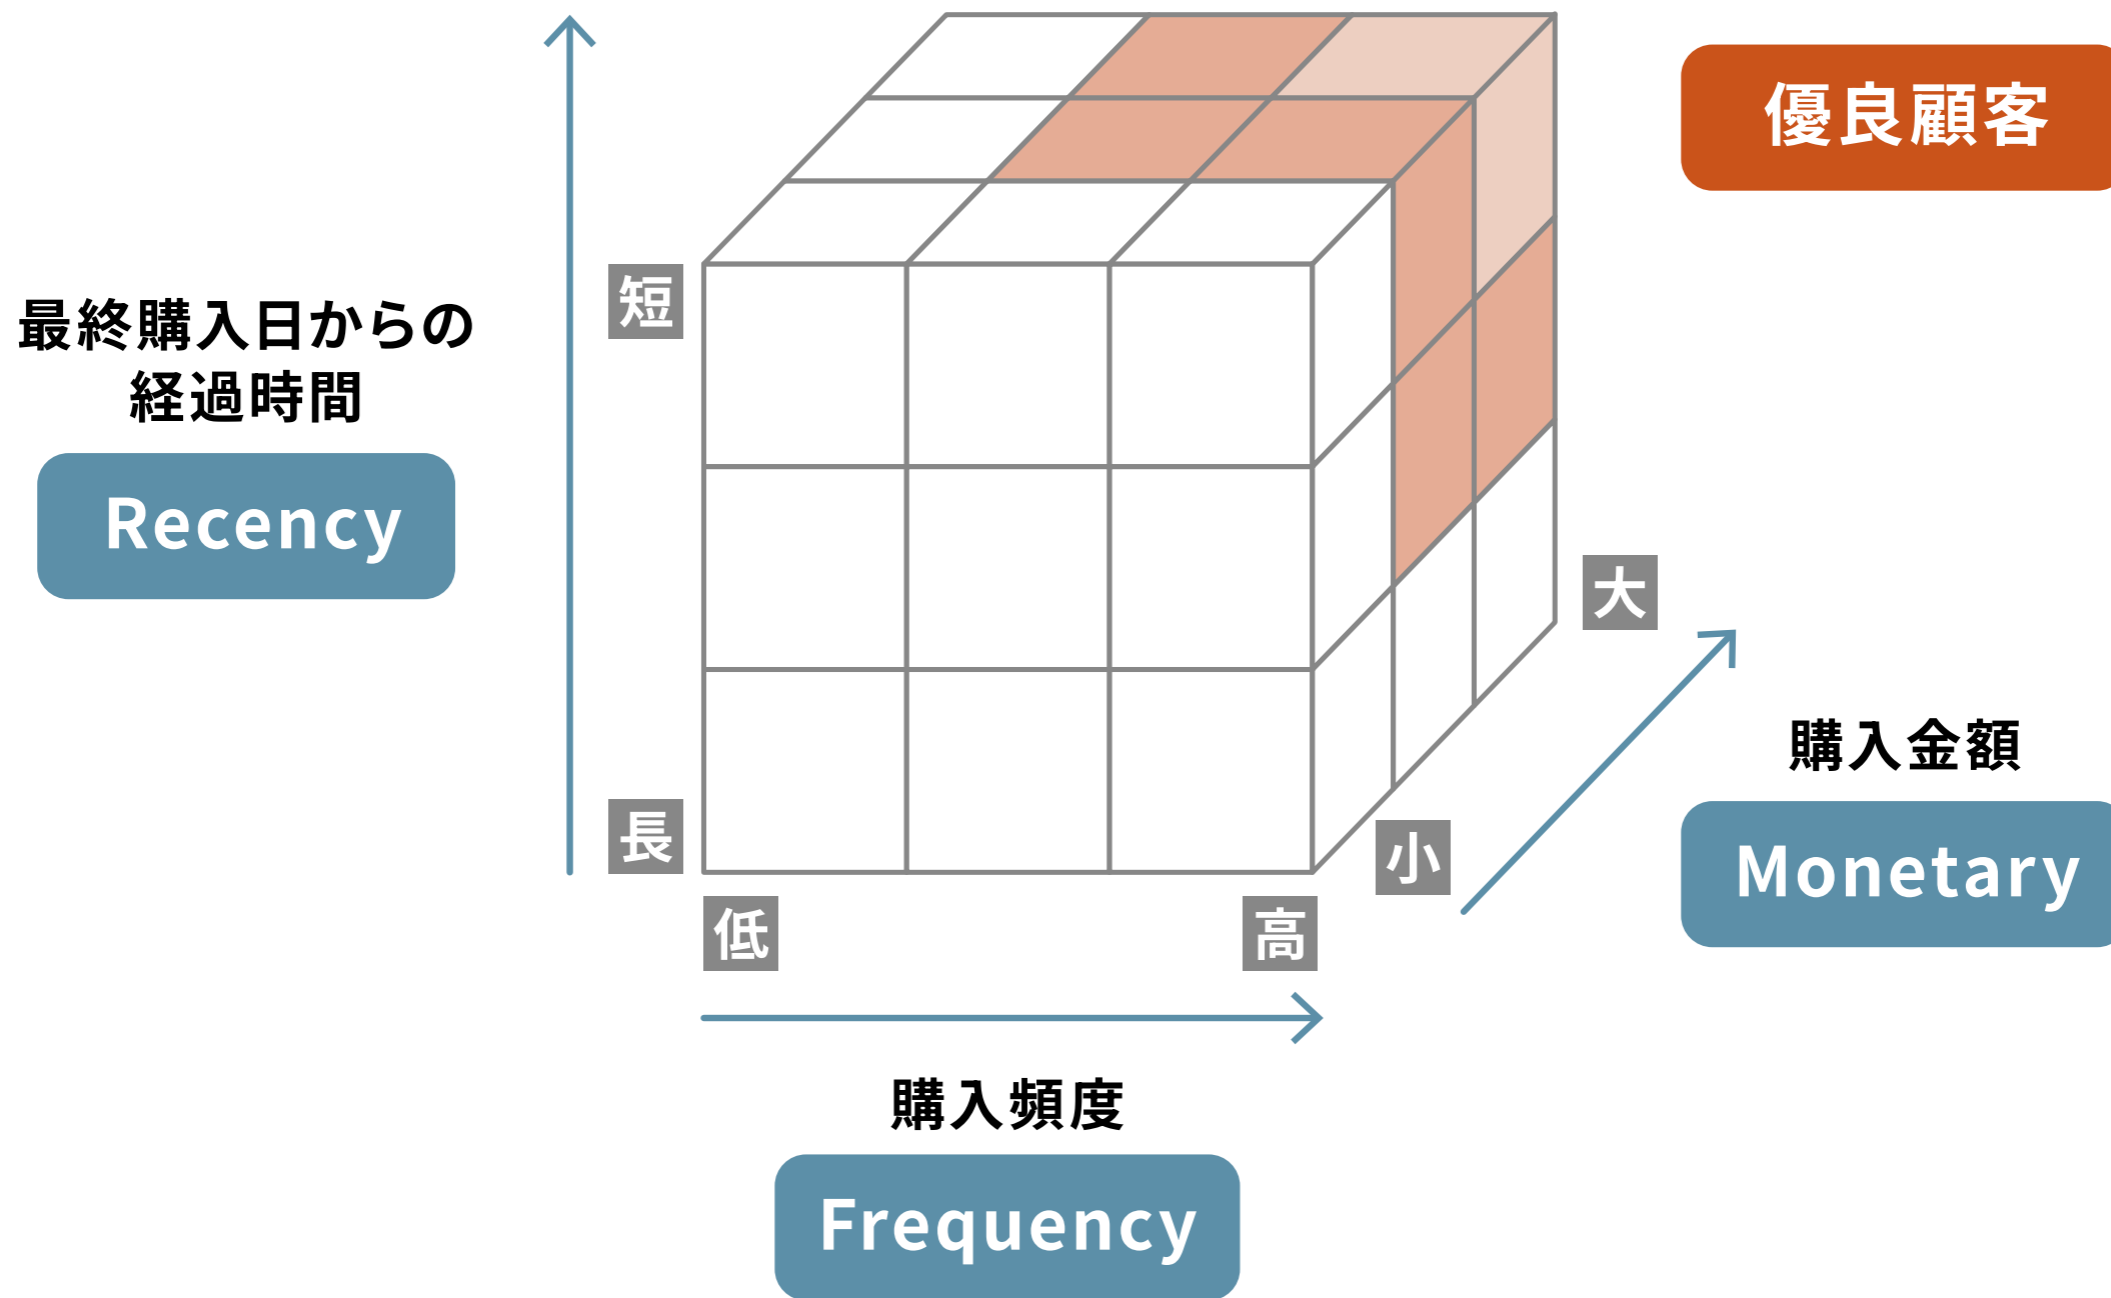 優良顧客
短
最終購入日からの
経過時間
Recency
大
購入金額
Monetary
長
小
低
高
購入頻度
Frequency